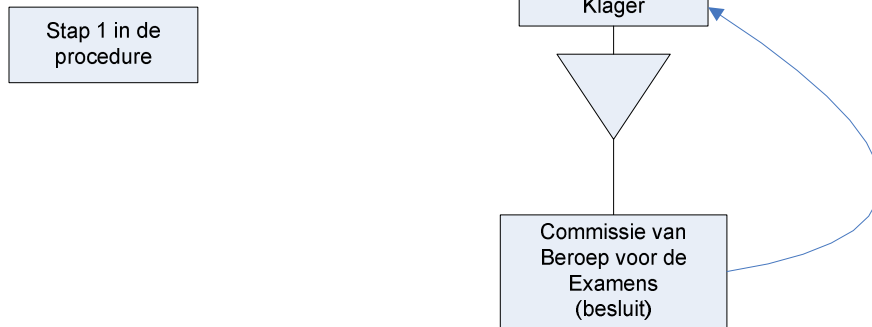 Stap 1 in de
procedure
Klager
Commissie van
Beroep voor de
Examens
(besluit)